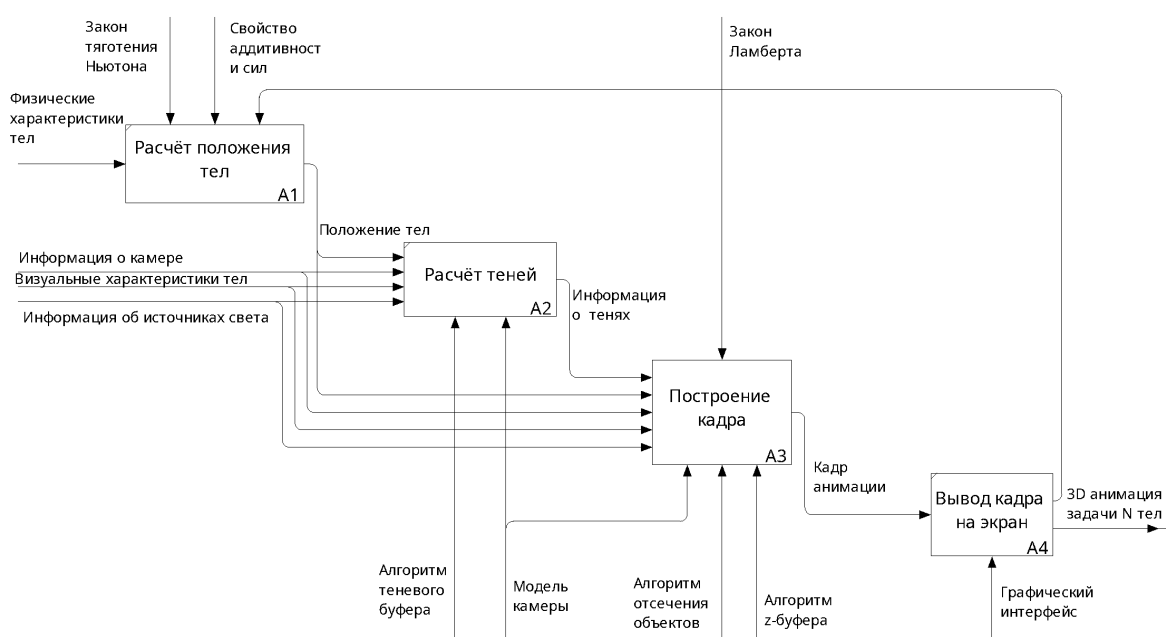 Закон
тяготения
Ньютона
Свойство
аддитивност
и сил
Закон
Ламберта
Физические
характеристики
тел
Расчёт положения
тел
A1
Положение тел
Информация о камере
Визуальные характеристики тел
Информация об источниках света
Расчёт теней
A2
Информация
о тенях
Построение
кадра
A3
Кадр
анимации
Вывод кадра
на экран
A4
3D анимация
задачи N тел
Алгоритм
теневого
буфера
Модель
камеры
Алгоритм
отсечения
объектов
Алгоритм
z-буфера
Графический
интерфейс